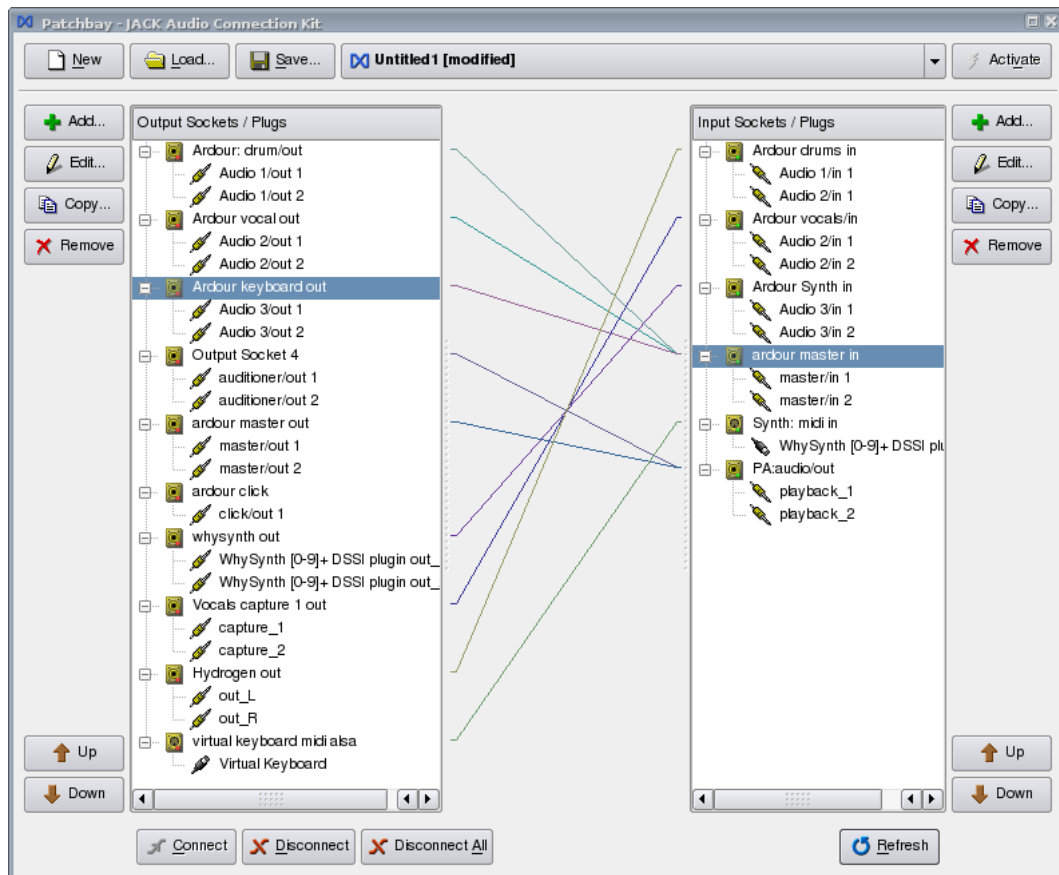 Patchbay - JACK Audio Connection Kit
New
Load...
Save...
Untitled1 [modified]
Activate
Add...
Edit...
Copy...
Remove
Up
Down
Output Sockets / Plugs
Ardour: drum/out
Audio 1/out 1
Audio 1/out 2
Ardour vocal out
Audio 2/out 1
Audio 2/out 2
Ardour keyboard out
Audio 3/out 1
Audio 3/out 2
Output Socket 4
auditioner/out 1
auditioner/out 2
ardour master out
master/out 1
master/out 2
ardour click
click/out 1
whysynth out
WhySynth [0-9]+ DSSI plugin out_
WhySynth [0-9]+ DSSI plugin out_
Vocals capture 1 out
capture_1
capture_2
Hydrogen out
out_L
out_R
virtual keyboard midi alsa
Virtual Keyboard
Input Sockets / Plugs
Ardour drums in
Audio 1/in 1
Audio 2/in 1
Ardour vocals/in
Audio 2/in 1
Audio 2/in 2
Ardour Synth in
Audio 3/in 1
Audio 3/in 2
ardour master in
master/in 1
master/in 2
Synth: midi in
WhySynth [0-9]+ DSSI plu
PA:audio/out
playback_1
playback_2
Add...
Edit...
Copy...
Remove
Up
Down
Connect
Disconnect
Disconnect All
Refresh